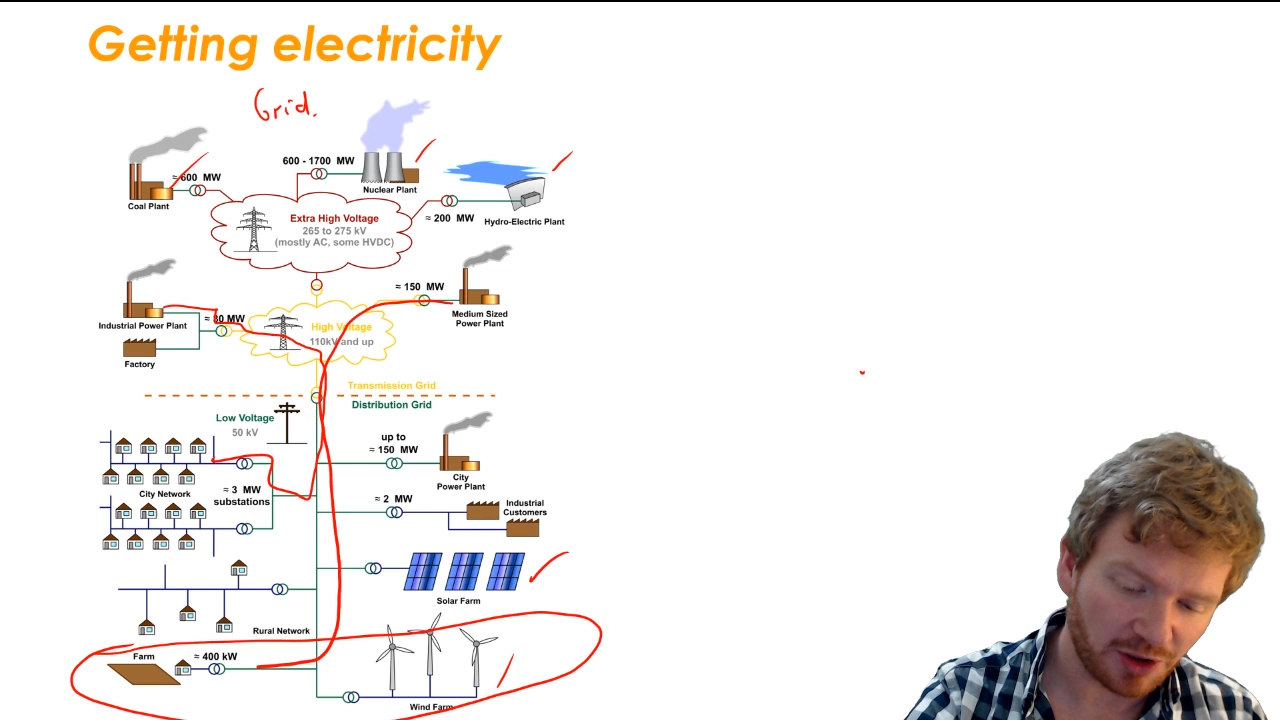 Getting electricity
Grid.
600 - 1700 MW
≈ 600 MW
Coal Plant
Nuclear Plant
≈ 200 MW
Hydro-Electric Plant
Extra High Voltage
265 to 275 kV
(mostly AC, some HVDC)
≈ 150 MW
Medium Sized
Power Plant
Industrial Power Plant
≈ 30 MW
High Voltage
110kV and up
Factory
Transmission Grid
Distribution Grid
Low Voltage
50 kV
up to
≈ 150 MW
City
Power Plant
City Network
≈ 3 MW
substations
≈ 2 MW
Industrial
Customers
Solar Farm
Rural Network
Farm
≈ 400 kW
Wind Farm